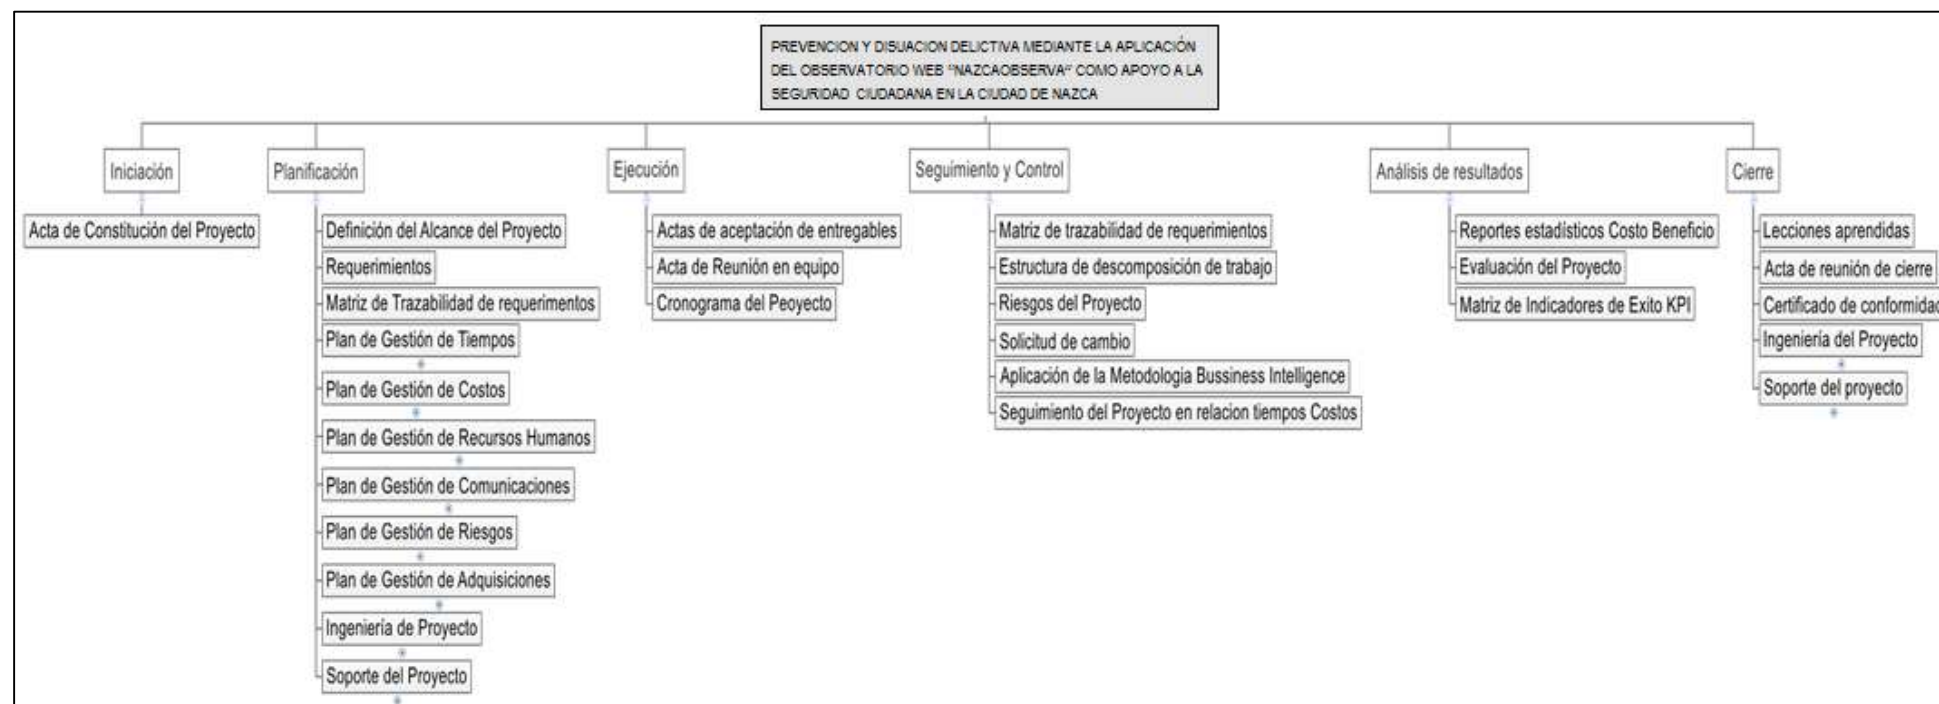 PREVENCION Y DISUACION DELICTIVA MEDIANTE LA APLICACIÓN
DEL OBSERVATORIO WEB “NAZCAOBSERVA” COMO APOYO A LA
SEGURIDAD CIUDADANA EN LA CIUDAD DE NAZCA
Iniciación
Acta de Constitución del Proyecto
Planificación
Definición del Alcance del Proyecto
Requerimientos
Matriz de Trazabilidad de requerimentos
Plan de Gestión de Tiempos
Plan de Gestión de Costos
Plan de Gestión de Recursos Humanos
Plan de Gestión de Comunicaciones
Plan de Gestión de Riesgos
Plan de Gestión de Adquisiciones
Ingeniería de Proyecto
Soporte del Proyecto
Ejecución
Actas de aceptación de entregables
Acta de Reunión en equipo
Cronograma del Peoyecto
Seguimiento y Control
Matriz de trazabilidad de requerimientos
Estructura de descomposición de trabajo
Riesgos del Proyecto
Solicitud de cambio
Aplicación de la Metodologia Bussiness Intelligence
Seguimiento del Proyecto en relacion tiempos Costos
Análisis de resultados
Reportes estadísticos Costo Beneficio
Evaluación del Proyecto
Matriz de Indicadores de Exito KPI
Cierre
Lecciones aprendidas
Acta de reunión de cierre
Certificado de conformidad
Ingeniería del Proyecto
Soporte del proyecto